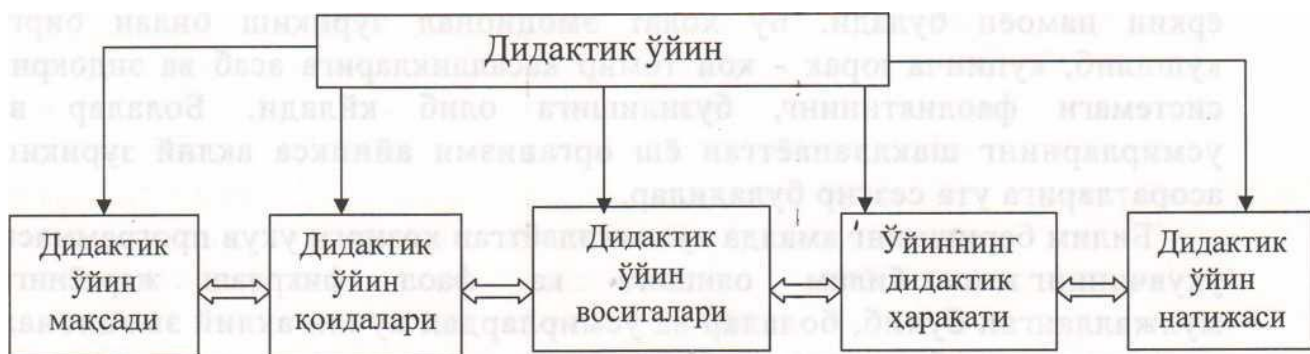 Дидактик ўйин
Дидактик
ўйин
мақсади
Дидактик
ўйин
қоидалари
Дидактик
ўйин
воситалари
Ўйиннинг
дидактик
ҳаракати
Дидактик
ўйин
натижаси